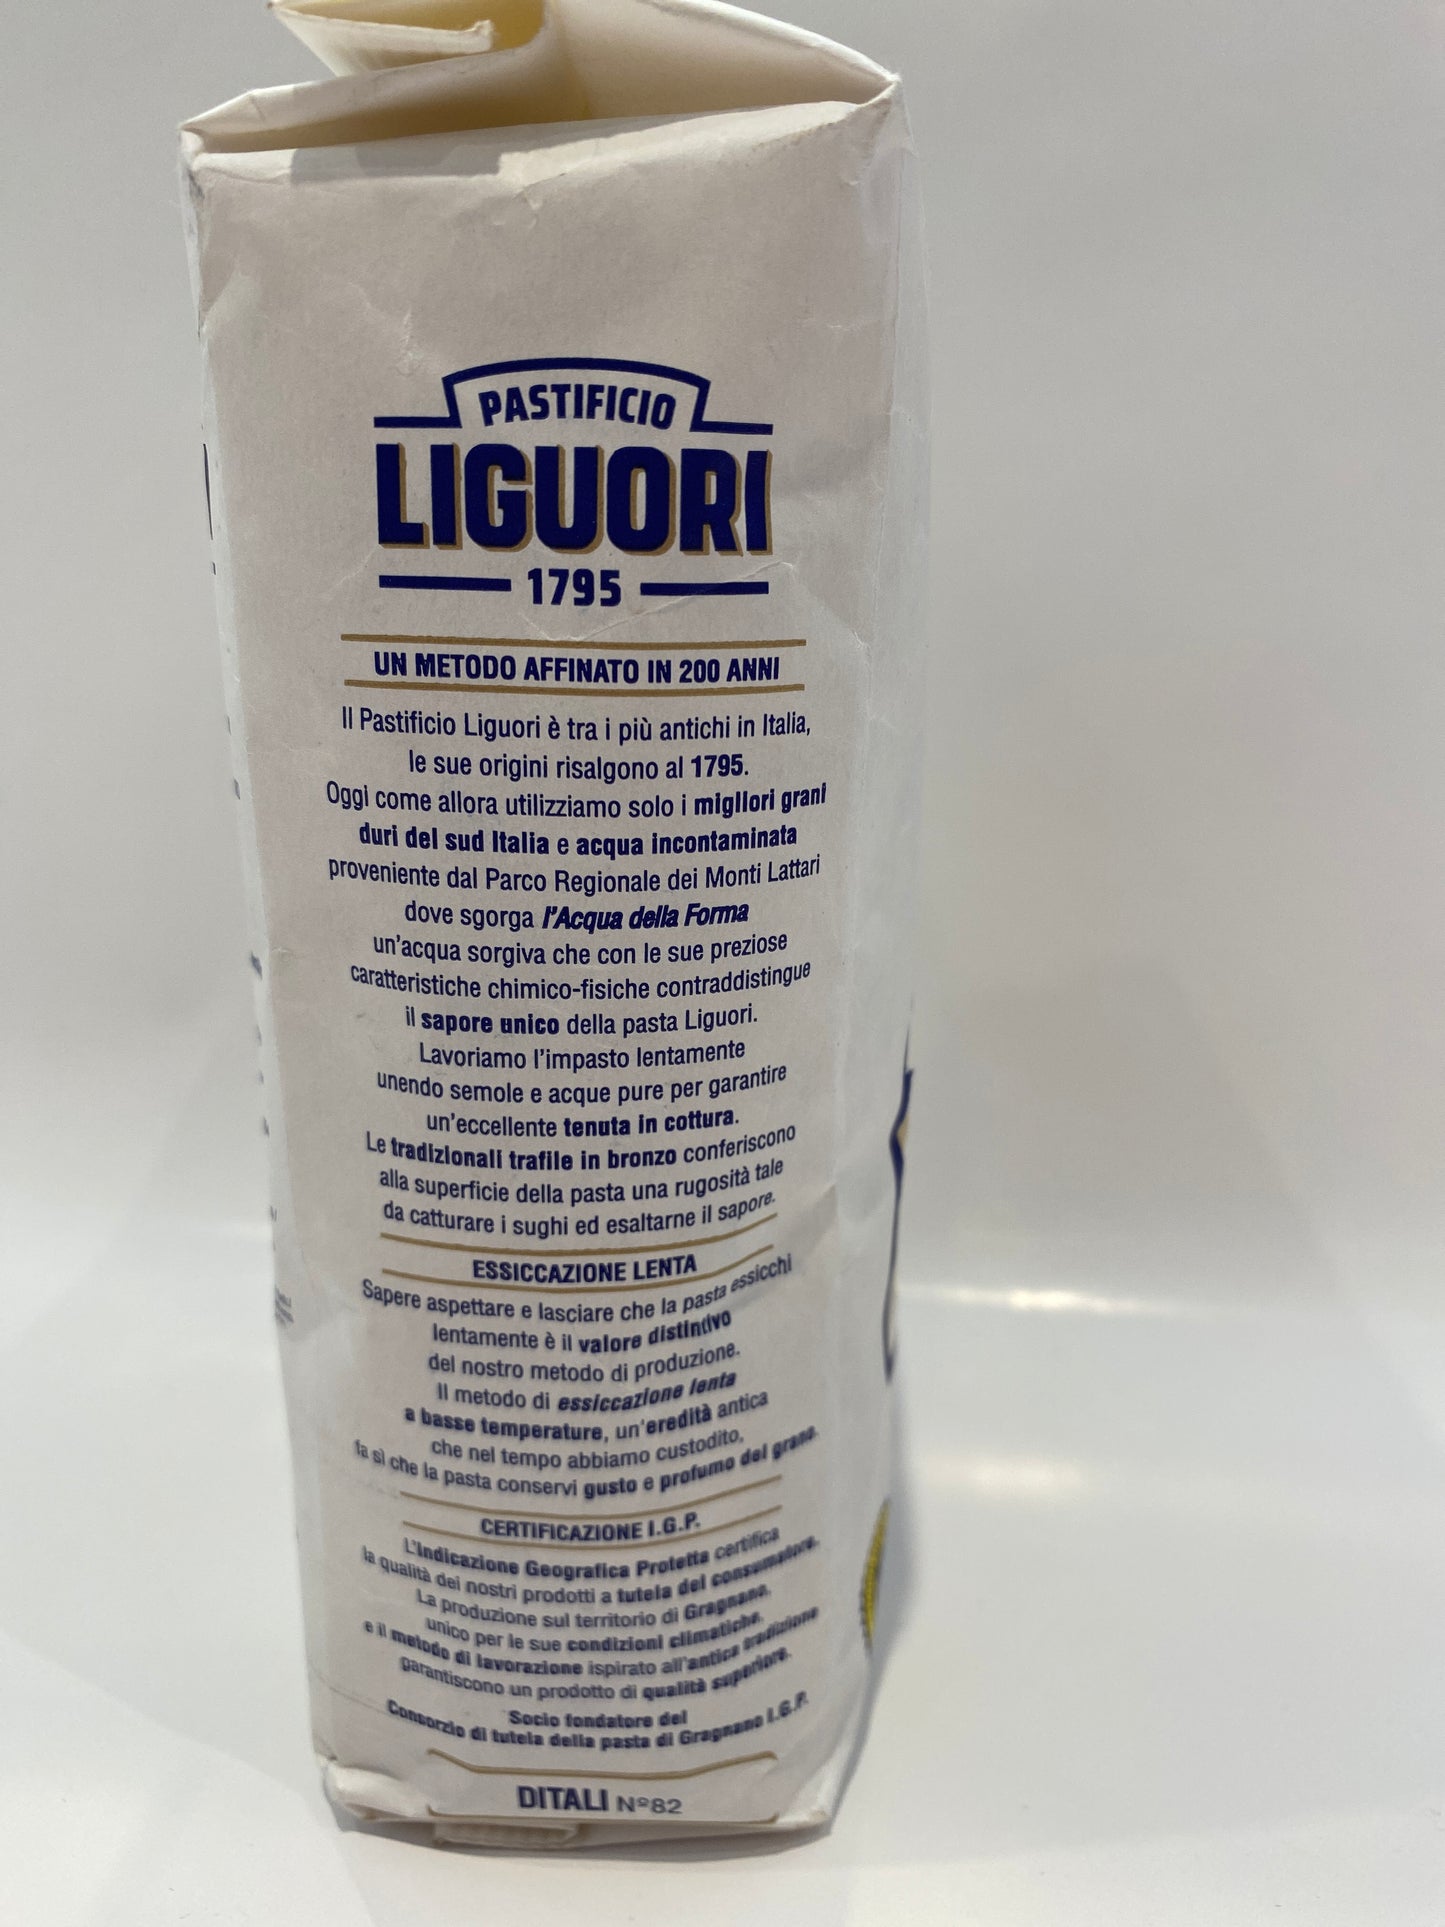 PASTIFICIO
LIGUORI
1795
UN METODO AFFINATO IN 200 ANNI
Il Pastificio Liguori è tra i più antichi in Italia,
le sue origini risalgono al 1795.
Oggi come allora utilizziamo solo i migliori grani
duri del sud Italia e acqua incontaminata
proveniente dal Parco Regionale dei Monti Lattari
dove sgorga l'Acqua della Forma
un'acqua sorgiva che con le sue preziose
caratteristiche chimico-fisiche contraddistingue
il sapore unico della pasta Liguori.
Lavoriamo l'impasto lentamente
unendo semole e acque pure per garantire
un'eccellente tenuta in cottura.
Le tradizionali trafile in bronzo conferiscono
alla superficie della pasta una rugosità tale
da catturare i sughi ed esaltarne il sapore.
ESSICCAZIONE LENTA
Sapere aspettare e lasciare che la pasta essicchi
lentamente è il valore distintivo
del nostro metodo di produzione.
Il metodo di essiccazione lenta
a basse temperature, un'eredità antica
che nel tempo abbiamo custodito,
fa sì che la pasta conservi gusto e profumo del grano.
CERTIFICAZIONE I.G.P.
L'Indicazione Geografica Protetta certifica
la qualità dei nostri prodotti a tutela del consumatore.
La produzione sul territorio di Gragnano,
unico per le sue condizioni climatiche,
e il metodo di lavorazione ispirato all'antica tradizione
garantiscono un prodotto di qualità superiore.
Socio fondatore del
Consorzio di tutela della pasta di Gragnano I.G.P.
DITALI Nº82